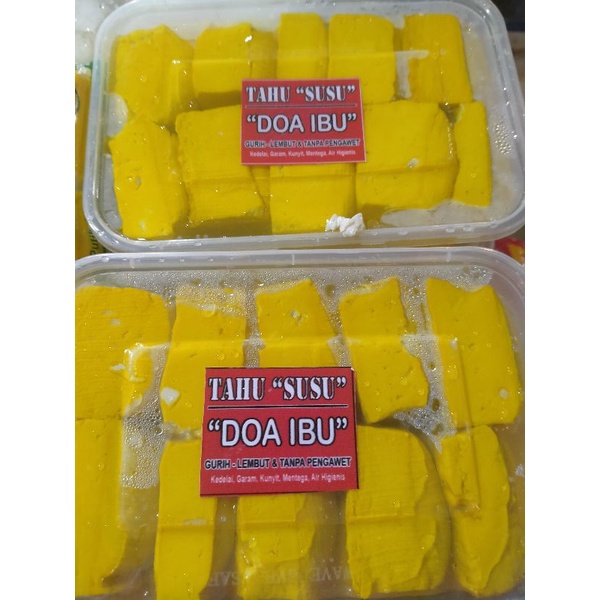 TAHU "SUSU"
"DOA IBU"
GURIH - LEMBUT & TANPA PENGAWET
Kedelai, Garam, Kunyit, Mentega, Air Higienis
TAHU "SUSU"
"DOA IBU"
GURIH - LEMBUT & TANPA PENGAWET
Kedelai, Garam, Kunyit, Mentega, Air Higienis